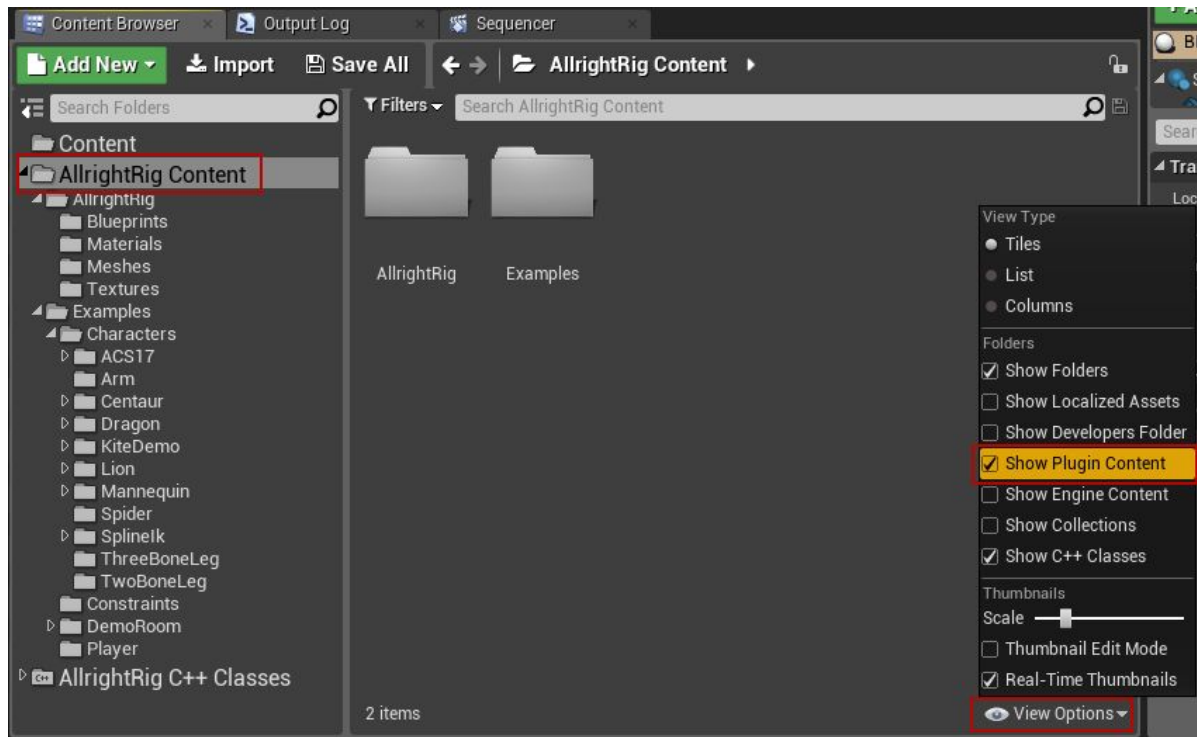 Content Browser
Output Log
Sequencer
Add New
Import
Save All
AllrightRig Content
Search Folders
Filters
Search AllrightRig Content
Content
AllrightRig Content
AllrightRig
Blueprints
Materials
Meshes
Textures
Examples
Characters
ACS17
Arm
Centaur
Dragon
KiteDemo
Lion
Mannequin
Spider
SplineIk
ThreeBoneLeg
TwoBoneLeg
Constraints
DemoRoom
Player
C++ AllrightRig C++ Classes
AllrightRig
Examples
2 items
View Type
Tiles
List
Columns
Folders
Show Folders
Show Localized Assets
Show Developers Folder
Show Plugin Content
Show Engine Content
Show Collections
Show C++ Classes
Thumbnails
Scale
Thumbnail Edit Mode
Real-Time Thumbnails
View Options
Sear
Tra
Loc